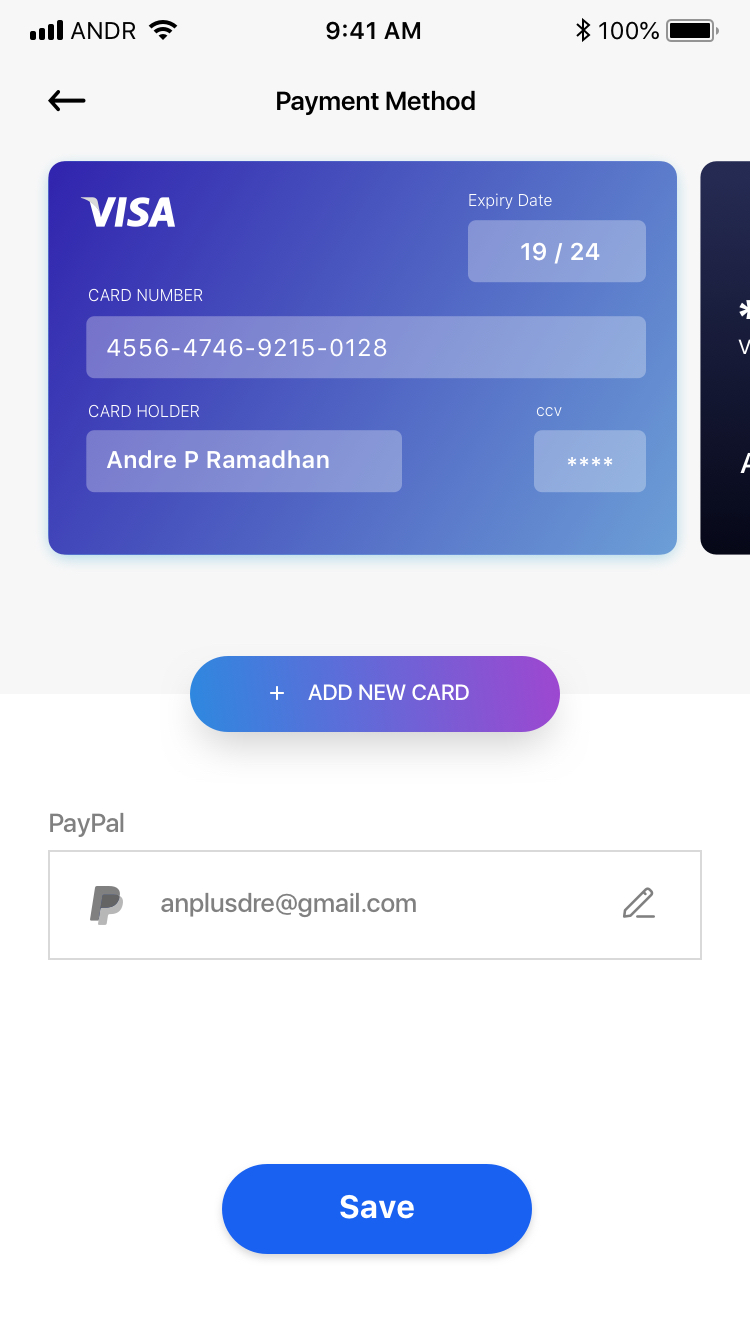 ANDR 9:41 AM 100%
Payment Method
VISA
Expiry Date
19 / 24
CARD NUMBER
4556-4746-9215-0128
CARD HOLDER
CCV
Andre P Ramadhan
****
*
V
A
+ ADD NEW CARD
PayPal
anplusdre@gmail.com
Save